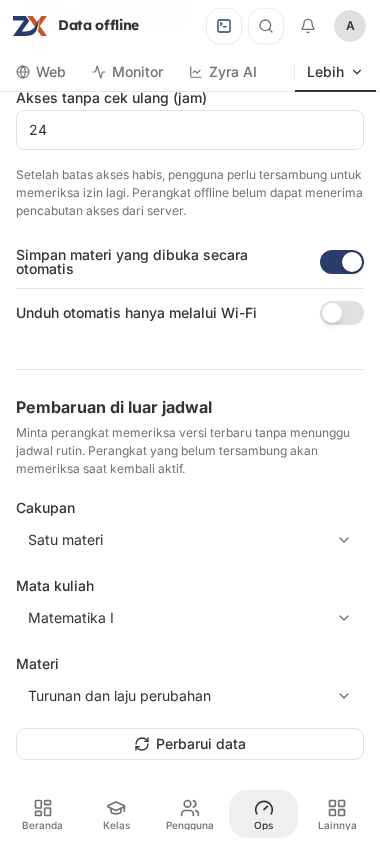 ZX Data offline
A
Web
Monitor
Zyra AI
Lebih
Akses tanpa cek ulang (jam)
24
Setelah batas akses habis, pengguna perlu tersambung untuk
memeriksa izin lagi. Perangkat offline belum dapat menerima
pencabutan akses dari server.
Simpan materi yang dibuka secara
otomatis
Unduh otomatis hanya melalui Wi-Fi
Pembaruan di luar jadwal
Minta perangkat memeriksa versi terbaru tanpa menunggu
jadwal rutin. Perangkat yang belum tersambung akan
memeriksa saat kembali aktif.
Cakupan
Satu materi
Mata kuliah
Matematika I
Materi
Turunan dan laju perubahan
Perbarui data
Beranda
Kelas
Pengguna
Ops
Lainnya